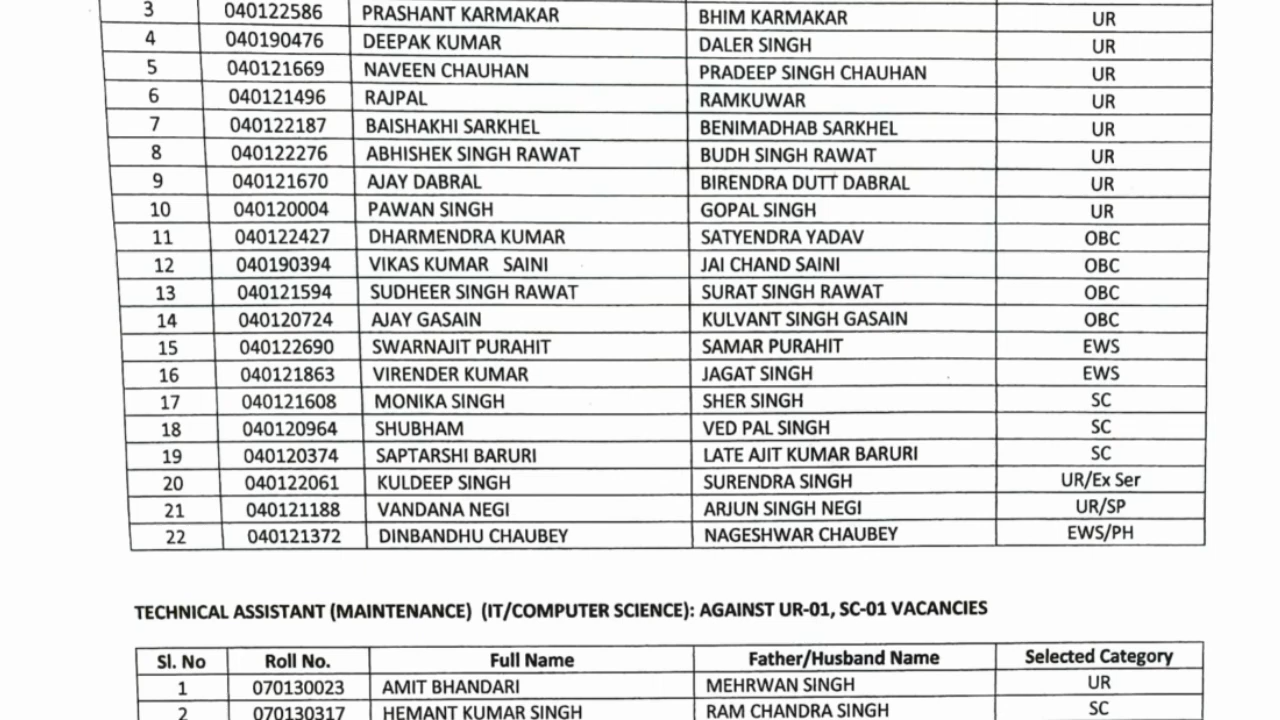 3 040122586 PRASHANT KARMAKAR BHIM KARMAKAR UR
4 040190476 DEEPAK KUMAR DALER SINGH UR
5 040121669 NAVEEN CHAUHAN PRADEEP SINGH CHAUHAN UR
6 040121496 RAJPAL RAMKUWAR UR
7 040122187 BAISHAKHI SARKHEL BENIMADHAB SARKHEL UR
8 040122276 ABHISHEK SINGH RAWAT BUDH SINGH RAWAT UR
9 040121670 AJAY DABRAL BIRENDRA DUTT DABRAL UR
10 040120004 PAWAN SINGH GOPAL SINGH UR
11 040122427 DHARMENDRA KUMAR SATYENDRA YADAV OBC
12 040190394 VIKAS KUMAR SAINI JAI CHAND SAINI OBC
13 040121594 SUDHEER SINGH RAWAT SURAT SINGH RAWAT OBC
14 040120724 AJAY GASAIN KULVANT SINGH GASAIN OBC
15 040122690 SWARNAJIT PURAHIT SAMAR PURAHIT EWS
16 040121863 VIRENDER KUMAR JAGAT SINGH EWS
17 040121608 MONIKA SINGH SHER SINGH SC
18 040120964 SHUBHAM VED PAL SINGH SC
19 040120374 SAPTARSHI BARURI LATE AJIT KUMAR BARURI SC
20 040122061 KULDEEP SINGH SURENDRA SINGH UR/Ex Ser
21 040121188 VANDANA NEGI ARJUN SINGH NEGI UR/SP
22 040121372 DINBANDHU CHAUBEY NAGESHWAR CHAUBEY EWS/PH
TECHNICAL ASSISTANT (MAINTENANCE) (IT/COMPUTER SCIENCE): AGAINST UR-01, SC-01 VACANCIES
Sl. No Roll No. Full Name Father/Husband Name Selected Category
1 070130023 AMIT BHANDARI MEHRWAN SINGH UR
2 070130317 HEMANT KUMAR SINGH RAM CHANDRA SINGH SC